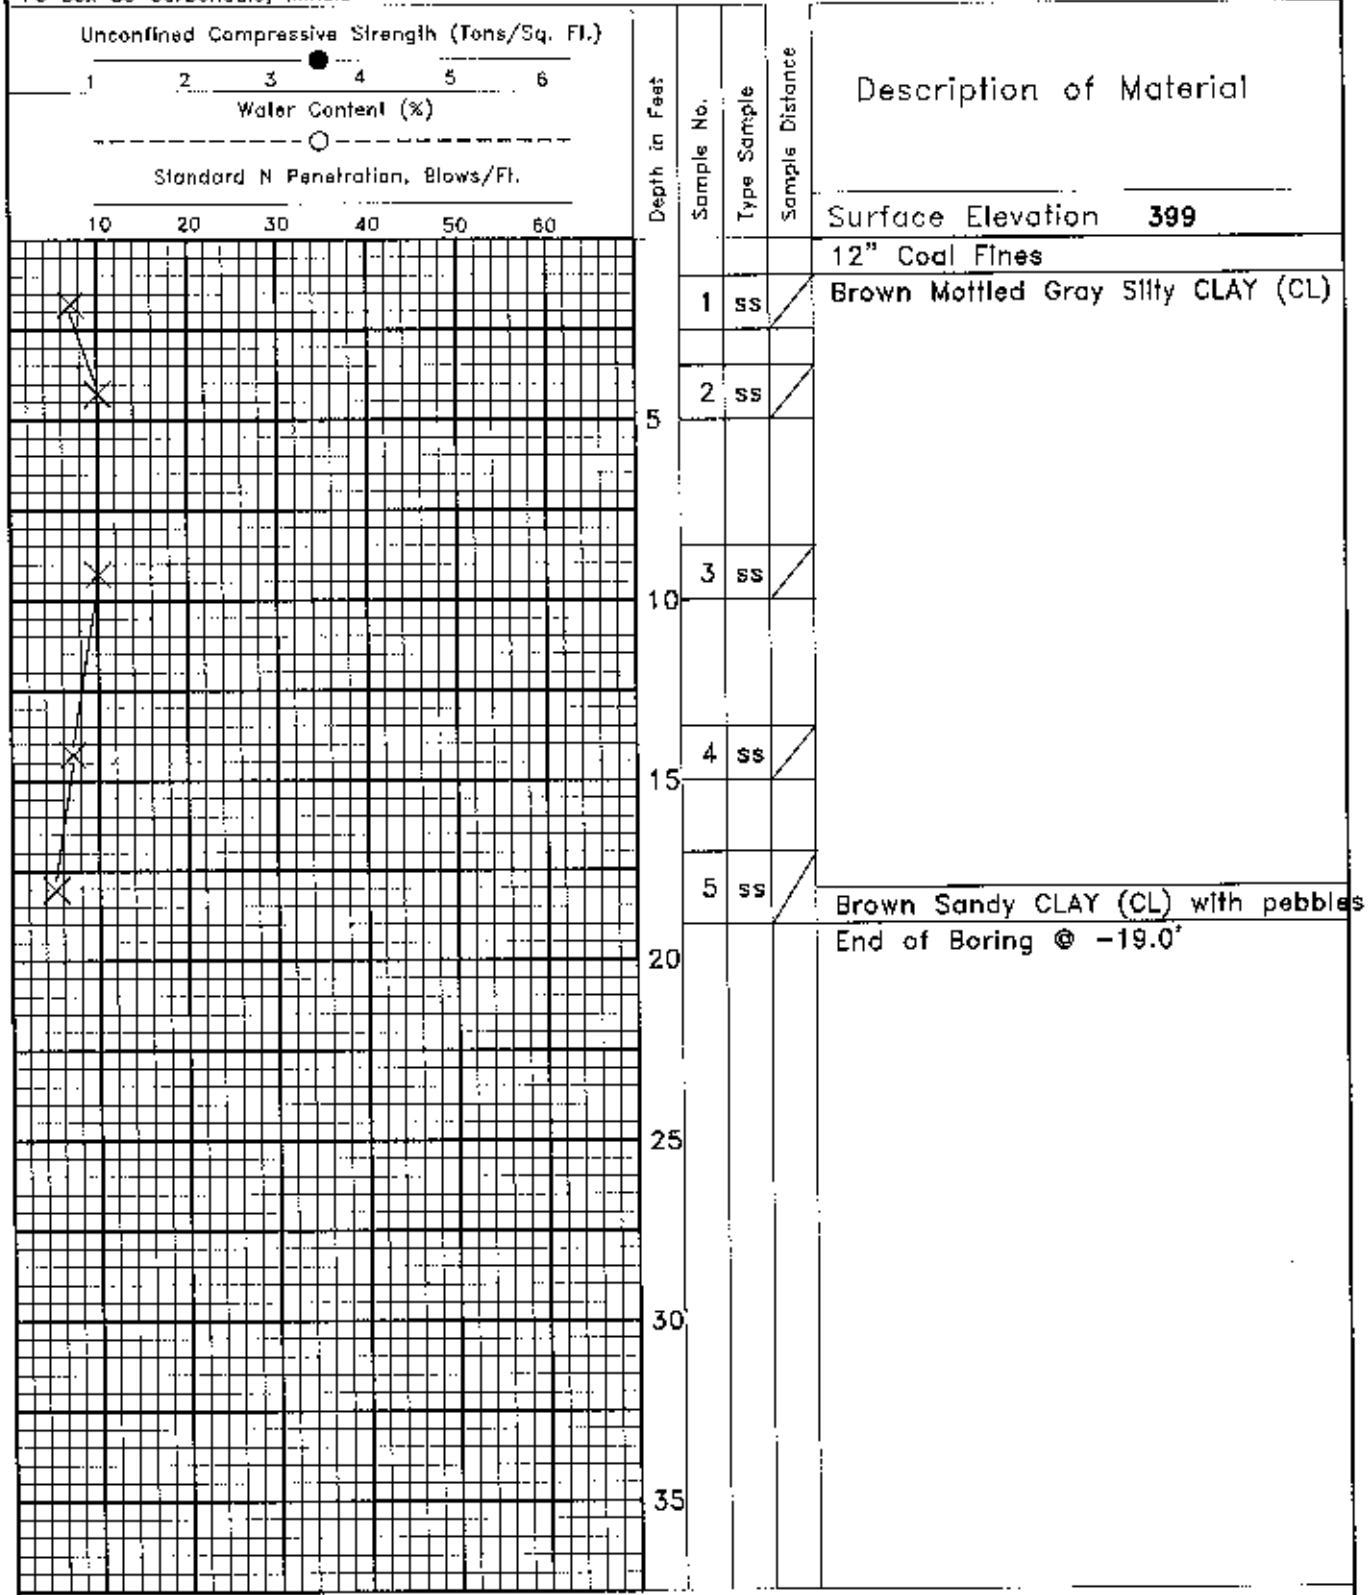 Unconfined Compressive Strength (Tons/Sq. Ft.)
1 2 3 4 5 6
Water Content (%)
Standard N Penetration, Blows/Ft.
10 20 30 40 50 60
Depth in Feet
Sample No.
Type Sample
Sample Distance
Description of Material
Surface Elevation 399
12" Coal Fines
1 ss
Brown Mottled Gray Silty CLAY (CL)
2 ss
5
3 ss
10
4 ss
15
5 ss
Brown Sandy CLAY (CL) with pebbles
End of Boring @ -19.0'
20
25
30
35